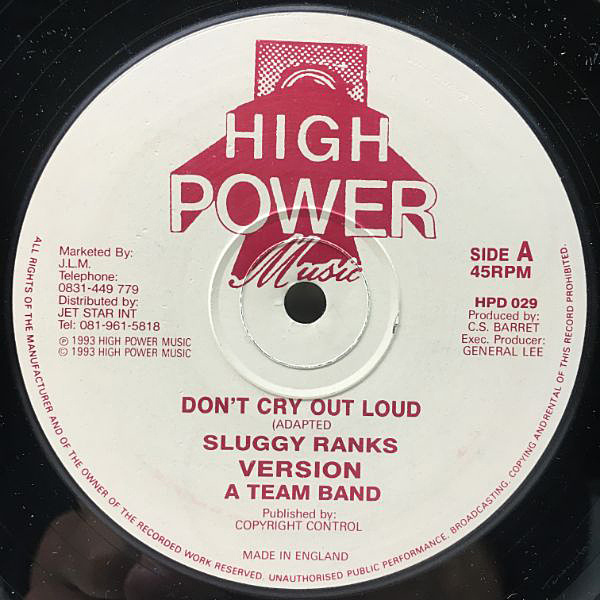 HIGH
POWER
Music
Marketed By:
J.L.M.
Telephone:
0831-449 779
Distributed by:
JET STAR INT
Tel: 081-961-5818
℗ 1993 HIGH POWER MUSIC
© 1993 HIGH POWER MUSIC
SIDE A
45RPM
HPD 029
Produced by:
C.S. BARRET
Exec. Producer:
GENERAL LEE
DON'T CRY OUT LOUD
(ADAPTED
SLUGGY RANKS
VERSION
A TEAM BAND
Published by:
COPYRIGHT CONTROL
MADE IN ENGLAND
ALL RIGHTS OF THE MANUFACTURER AND OF THE OWNER OF THE RECORDED WORK RESERVED. UNAUTHORISED PUBLIC PERFORMANCE, BROADCASTING, COPYING ANDRENTAL OF THIS RECORD PROHIBITED.